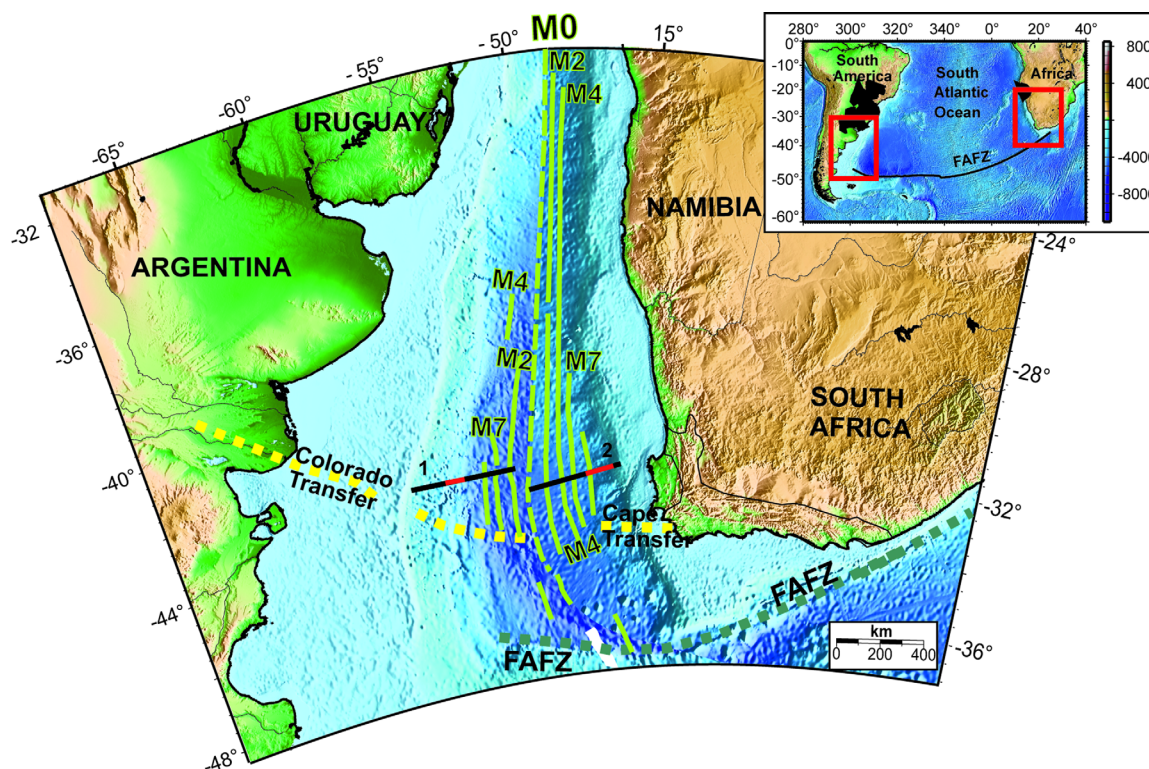 M0
- 50°
15°
-55°
-60°
-65°
M2
M4
URUGUAY
280°
300°
320°
340°
0°
20°
40°
0°
-10°
-20°
-30°
-40°
-50°
-60°
South
America
South
Atlantic
Ocean
Africa
FAFZ
800
400
0
-4000
-8000
NAMIBIA
-32
ARGENTINA
-24°
M4
-36°
M2
M7
-28°
SOUTH
AFRICA
M7
-40°
Colorado
Transfer
1
2
Cape
Transfer
-32°
M4
FAFZ
-44°
km
0 200 400
FAFZ
-36°
-48°